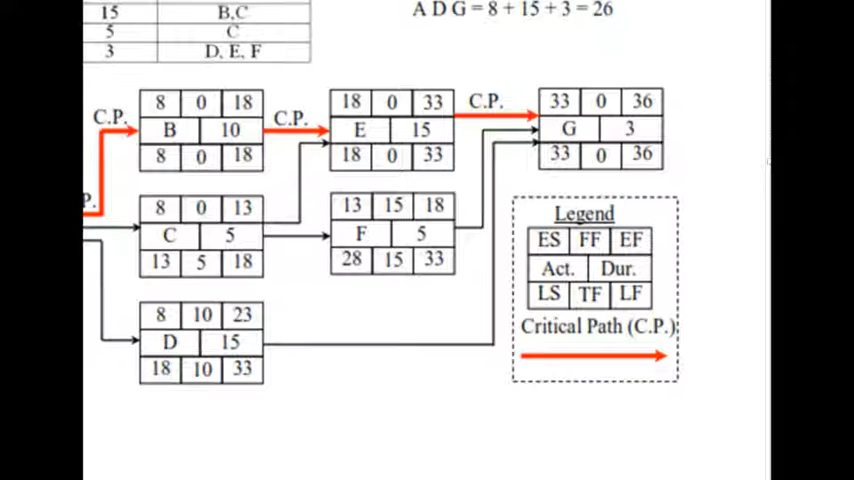 15 B,C
A D G = 8 + 15 + 3 = 26
5 C
3 D, E, F
C.P.
8 0 18
B 10
8 0 18
C.P.
18 0 33
E 15
18 0 33
C.P.
33 0 36
G 3
33 0 36
P.
8 0 13
C 5
13 5 18
13 15 18
F 5
28 15 33
8 10 23
D 15
18 10 33
Legend
ES FF EF
Act. Dur.
LS TF LF
Critical Path (C.P.)